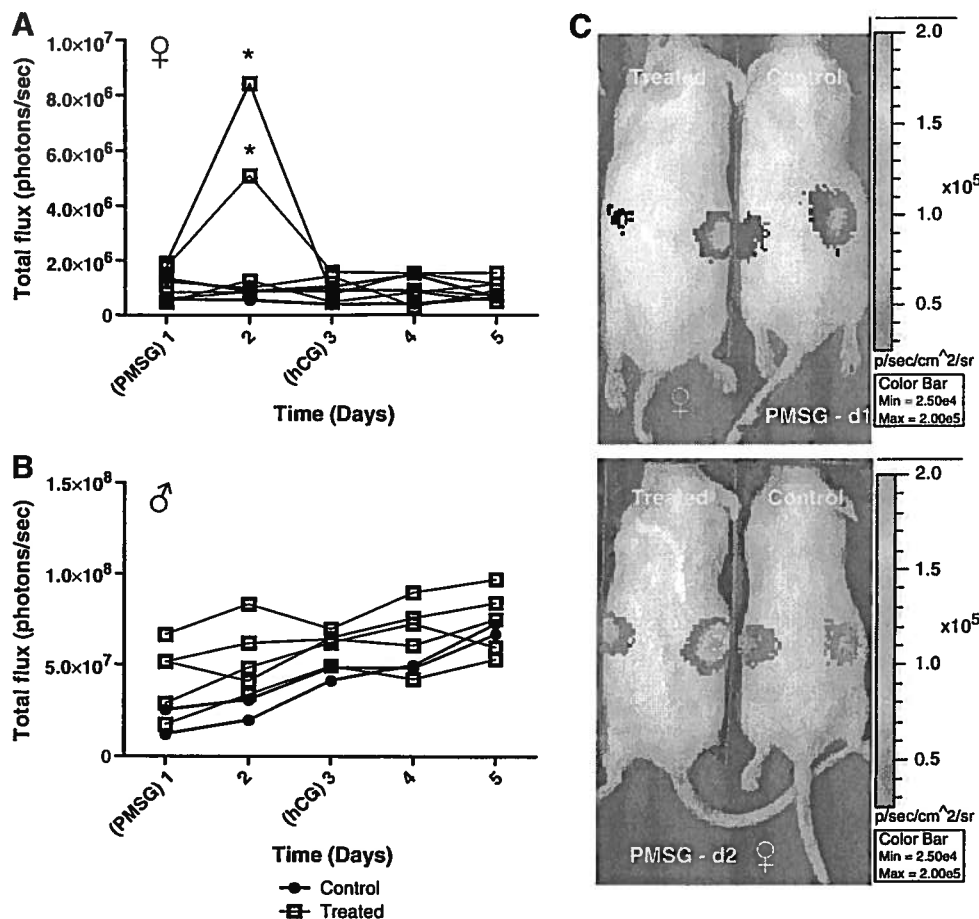 A
♀
* 
*
Total flux (photons/sec)
1.0×10⁷
8.0×10⁶
6.0×10⁶
4.0×10⁶
2.0×10⁶
0
(PMSG) 1
2
(hCG) 3
4
5
Time (Days)
B
♂
Total flux (photons/sec)
1.5×10⁸
1.0×10⁸
5.0×10⁷
0
(PMSG) 1
2
(hCG) 3
4
5
Time (Days)
Control
Treated
C
Treated Control
♀
PMSG - d1
2.0
1.5
x10⁵
1.0
0.5
p/sec/cm^2/sr
Color Bar
Min = 2.50e4
Max = 2.00e5
Treated Control
PMSG - d2 ♀
2.0
1.5
x10⁵
1.0
0.5
p/sec/cm^2/sr
Color Bar
Min = 2.50e4
Max = 2.00e5